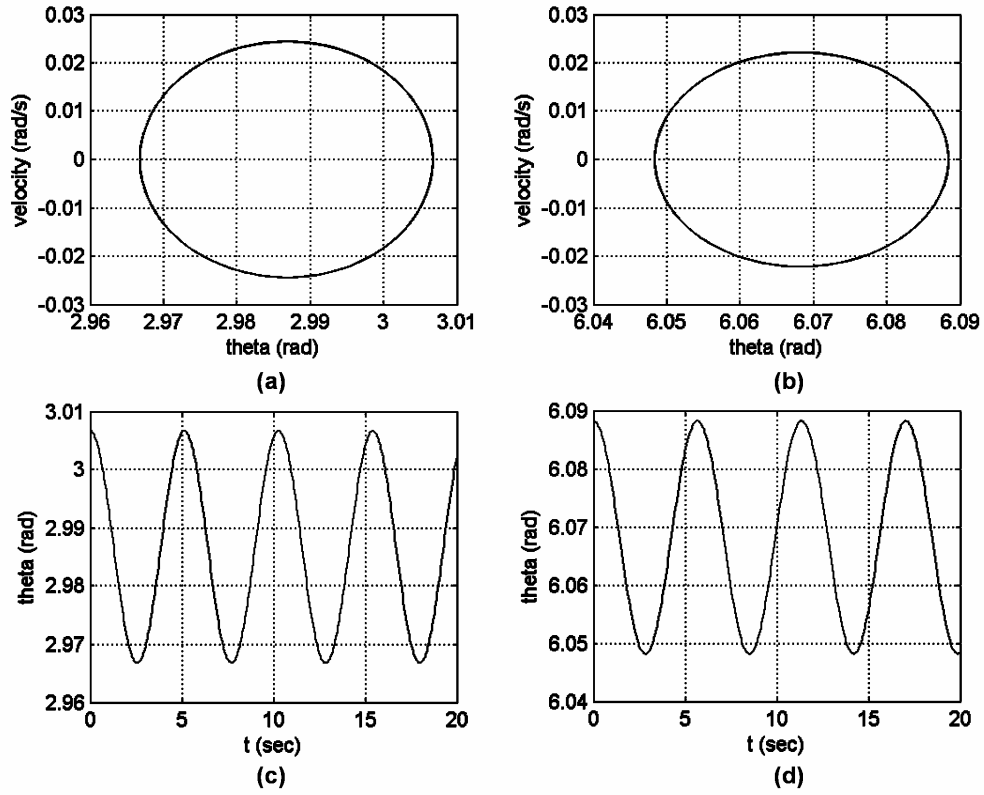 0.03
0.02
0.01
0
-0.01
-0.02
-0.03
velocity (rad/s)
2.96 2.97 2.98 2.99 3 3.01
theta (rad)
(a)
0.03
0.02
0.01
0
-0.01
-0.02
-0.03
velocity (rad/s)
6.04 6.05 6.06 6.07 6.08 6.09
theta (rad)
(b)
3.01
3
2.99
2.98
2.97
2.96
theta (rad)
0 5 10 15 20
t (sec)
(c)
6.09
6.08
6.07
6.06
6.05
6.04
theta (rad)
0 5 10 15 20
t (sec)
(d)